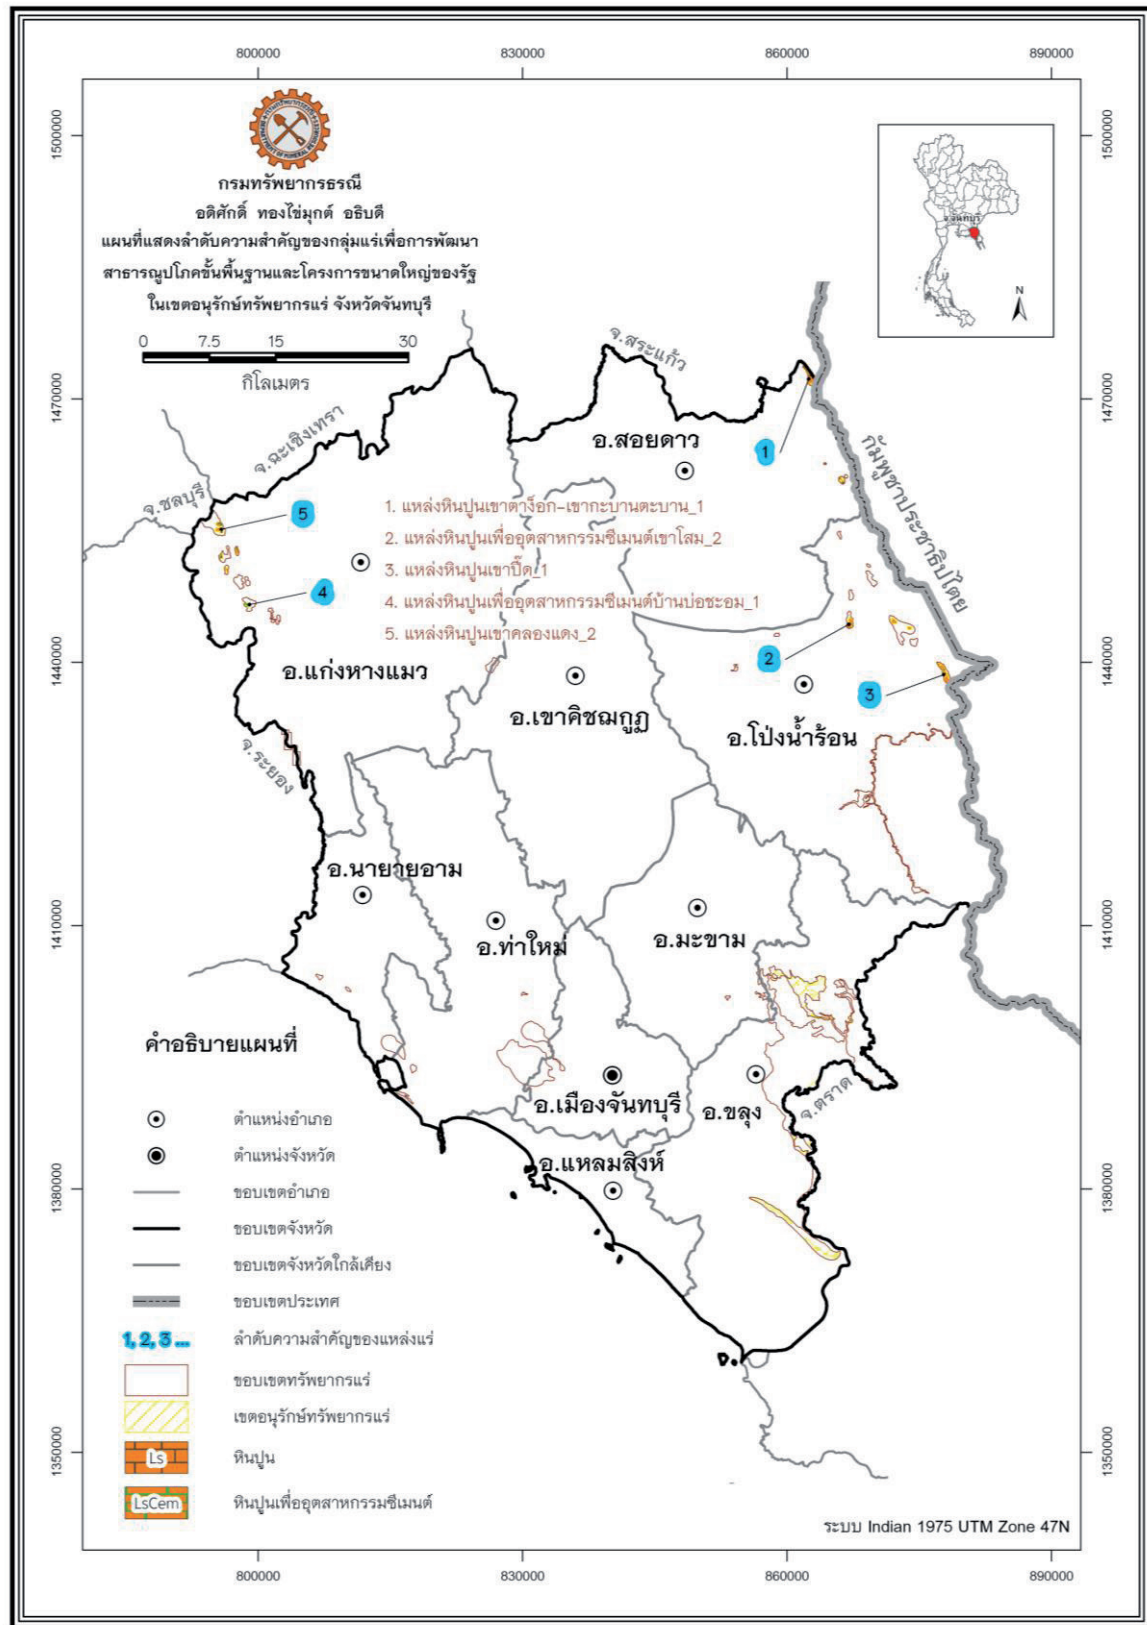 800000 830000 860000 890000
1500000 1500000
1470000 1470000
1440000 1440000
1410000 1410000
1380000 1380000
1350000 1350000
กรมทรัพยากรธรณี
อดิศักดิ์ ทองไข่มุกต์ อธิบดี
แผนที่แสดงลำดับความสำคัญของกลุ่มแร่เพื่อการพัฒนา
สาธารณูปโภคขั้นพื้นฐานและโครงการขนาดใหญ่ของรัฐ
ในเขตอนุรักษ์ทรัพยากรแร่ จังหวัดจันทบุรี
0 7.5 15 30
กิโลเมตร
จ.จันทบุรี
N
จ.สระแก้ว
จ.ฉะเชิงเทรา
จ.ชลบุรี
กัมพูชาประชาธิปไตย
อ.สอยดาว
1
5
1. แหล่งหินปูนเขาตาง็อก-เขากะบานตะบาน_1
2. แหล่งหินปูนเพื่ออุตสาหกรรมซีเมนต์เขาโสม_2
3. แหล่งหินปูนเขาปี๊ด_1
4. แหล่งหินปูนเพื่ออุตสาหกรรมซีเมนต์บ้านบ่อชะอม_1
5. แหล่งหินปูนเขาคลองแดง_2
4
2
3
อ.แก่งหางแมว
อ.เขาคิชฌกูฏ
อ.โป่งน้ำร้อน
จ.ระยอง
อ.นายายอาม
อ.ท่าใหม่
อ.มะขาม
อ.เมืองจันทบุรี
อ.ขลุง
จ.ตราด
อ.แหลมสิงห์
คำอธิบายแผนที่
ตำแหน่งอำเภอ
ตำแหน่งจังหวัด
ขอบเขตอำเภอ
ขอบเขตจังหวัด
ขอบเขตจังหวัดใกล้เคียง
ขอบเขตประเทศ
1, 2, 3 ... ลำดับความสำคัญของแหล่งแร่
ขอบเขตทรัพยากรแร่
เขตอนุรักษ์ทรัพยากรแร่
Ls หินปูน
LsCem หินปูนเพื่ออุตสาหกรรมซีเมนต์
ระบบ Indian 1975 UTM Zone 47N
800000 830000 860000 890000